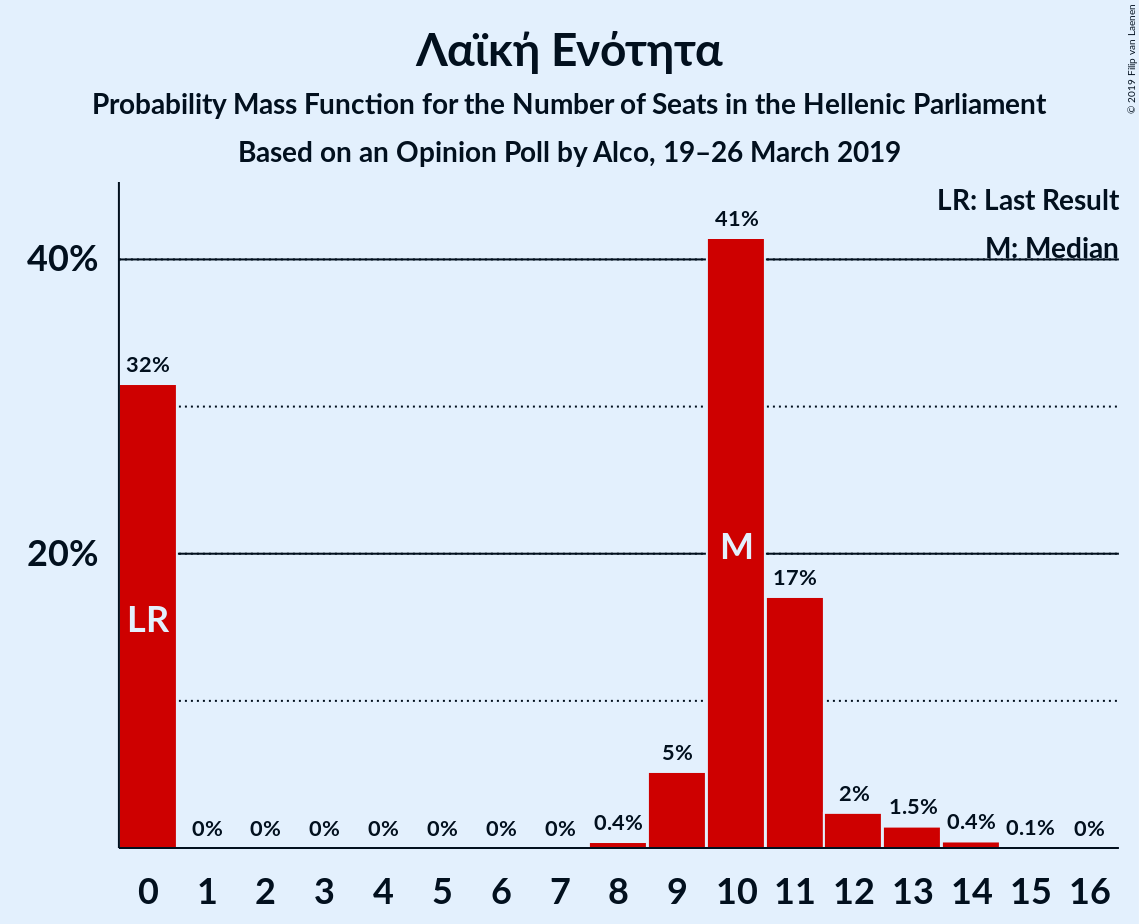 Λαϊκή Ενότητα
Probability Mass Function for the Number of Seats in the Hellenic Parliament
Based on an Opinion Poll by Alco, 19–26 March 2019
© 2019 Filip van Laenen
LR: Last Result
M: Median
40%
20%
32%
0%
0%
0%
0%
0%
0%
0%
0.4%
5%
41%
17%
2%
1.5%
0.4%
0.1%
0%
LR
M
0 1 2 3 4 5 6 7 8 9 10 11 12 13 14 15 16